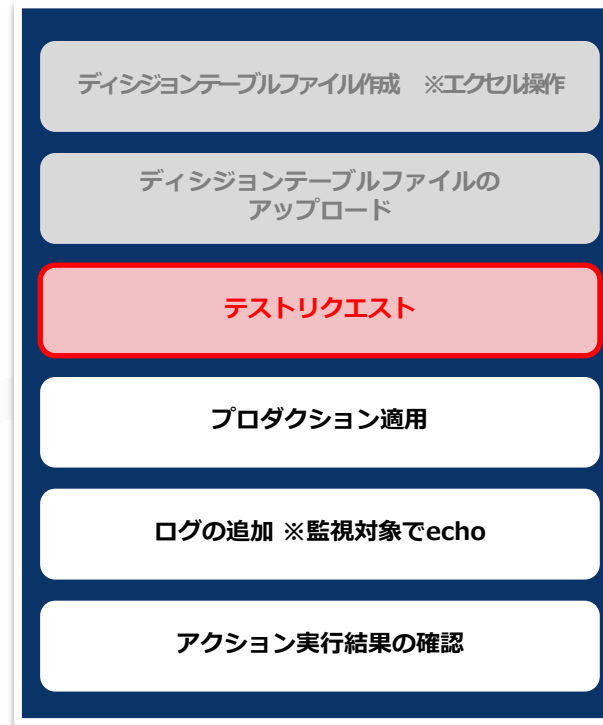 ディシジョンテーブルファイル作成　※エクセル操作
ディシジョンテーブルファイルの
アップロード
テストリクエスト
プロダクション適用
ログの追加 ※監視対象でecho
アクション実行結果の確認